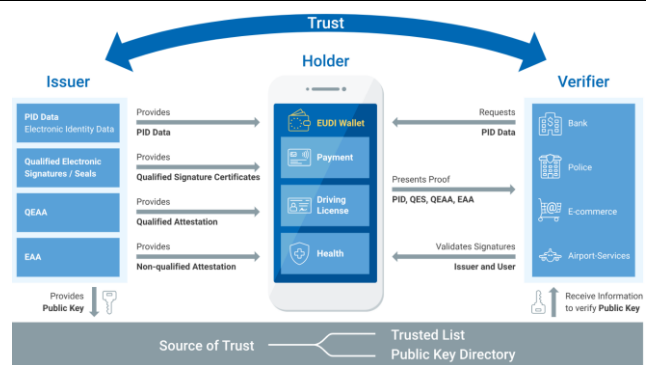 Trust
Issuer
Holder
Verifier
PID Data
Electronic Identity Data
Qualified Electronic
Signatures / Seals
QEAA
EAA
Provides
PID Data
Provides
Qualified Signature Certificates
Provides
Qualified Attestation
Provides
Non-qualified Attestation
EUDI Wallet
Payment
Driving
License
Health
Requests
PID Data
Presents Proof
PID, QES, QEAA, EAA
Validates Signatures
Issuer and User
Bank
Police
E-commerce
Airport-Services
Provides
Public Key
Receive Information
to verify Public Key
Source of Trust
Trusted List
Public Key Directory